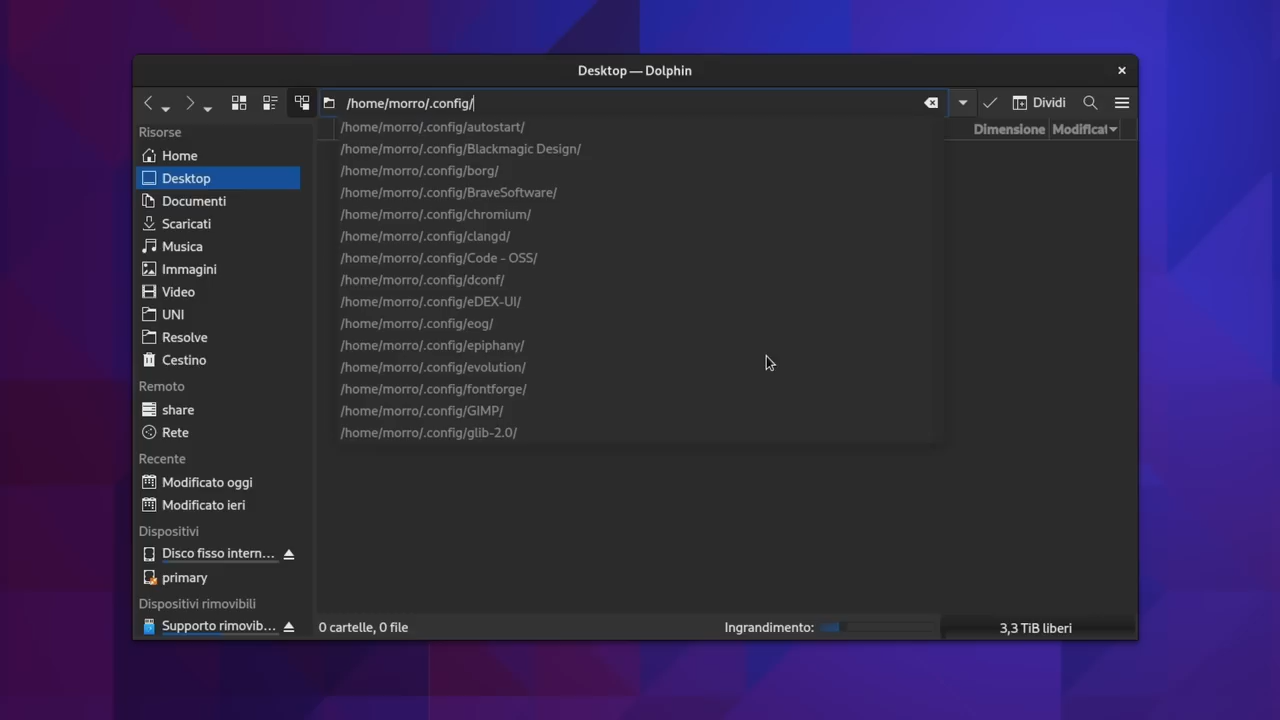 Desktop — Dolphin
/home/morro/.config/
Dividi
Risorse
Home
Desktop
Documenti
Scaricati
Musica
Immagini
Video
UNI
Resolve
Cestino
Remoto
share
Rete
Recente
Modificato oggi
Modificato ieri
Dispositivi
Disco fisso intern...
primary
Dispositivi rimovibili
Supporto rimovib...
/home/morro/.config/autostart/
/home/morro/.config/Blackmagic Design/
/home/morro/.config/borg/
/home/morro/.config/BraveSoftware/
/home/morro/.config/chromium/
/home/morro/.config/clangd/
/home/morro/.config/Code - OSS/
/home/morro/.config/dconf/
/home/morro/.config/eDEX-UI/
/home/morro/.config/eog/
/home/morro/.config/epiphany/
/home/morro/.config/evolution/
/home/morro/.config/fontforge/
/home/morro/.config/GIMP/
/home/morro/.config/glib-2.0/
Dimensione
Modificat
0 cartelle, 0 file
Ingrandimento:
3,3 TiB liberi